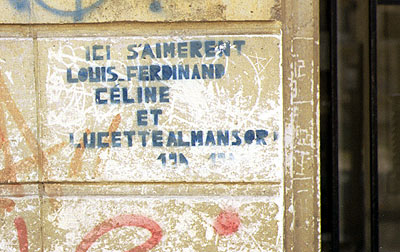 ICI S'AIMÈRENT
LOUIS-FERDINAND
CÉLINE
ET
LUCETTE ALMANSOR